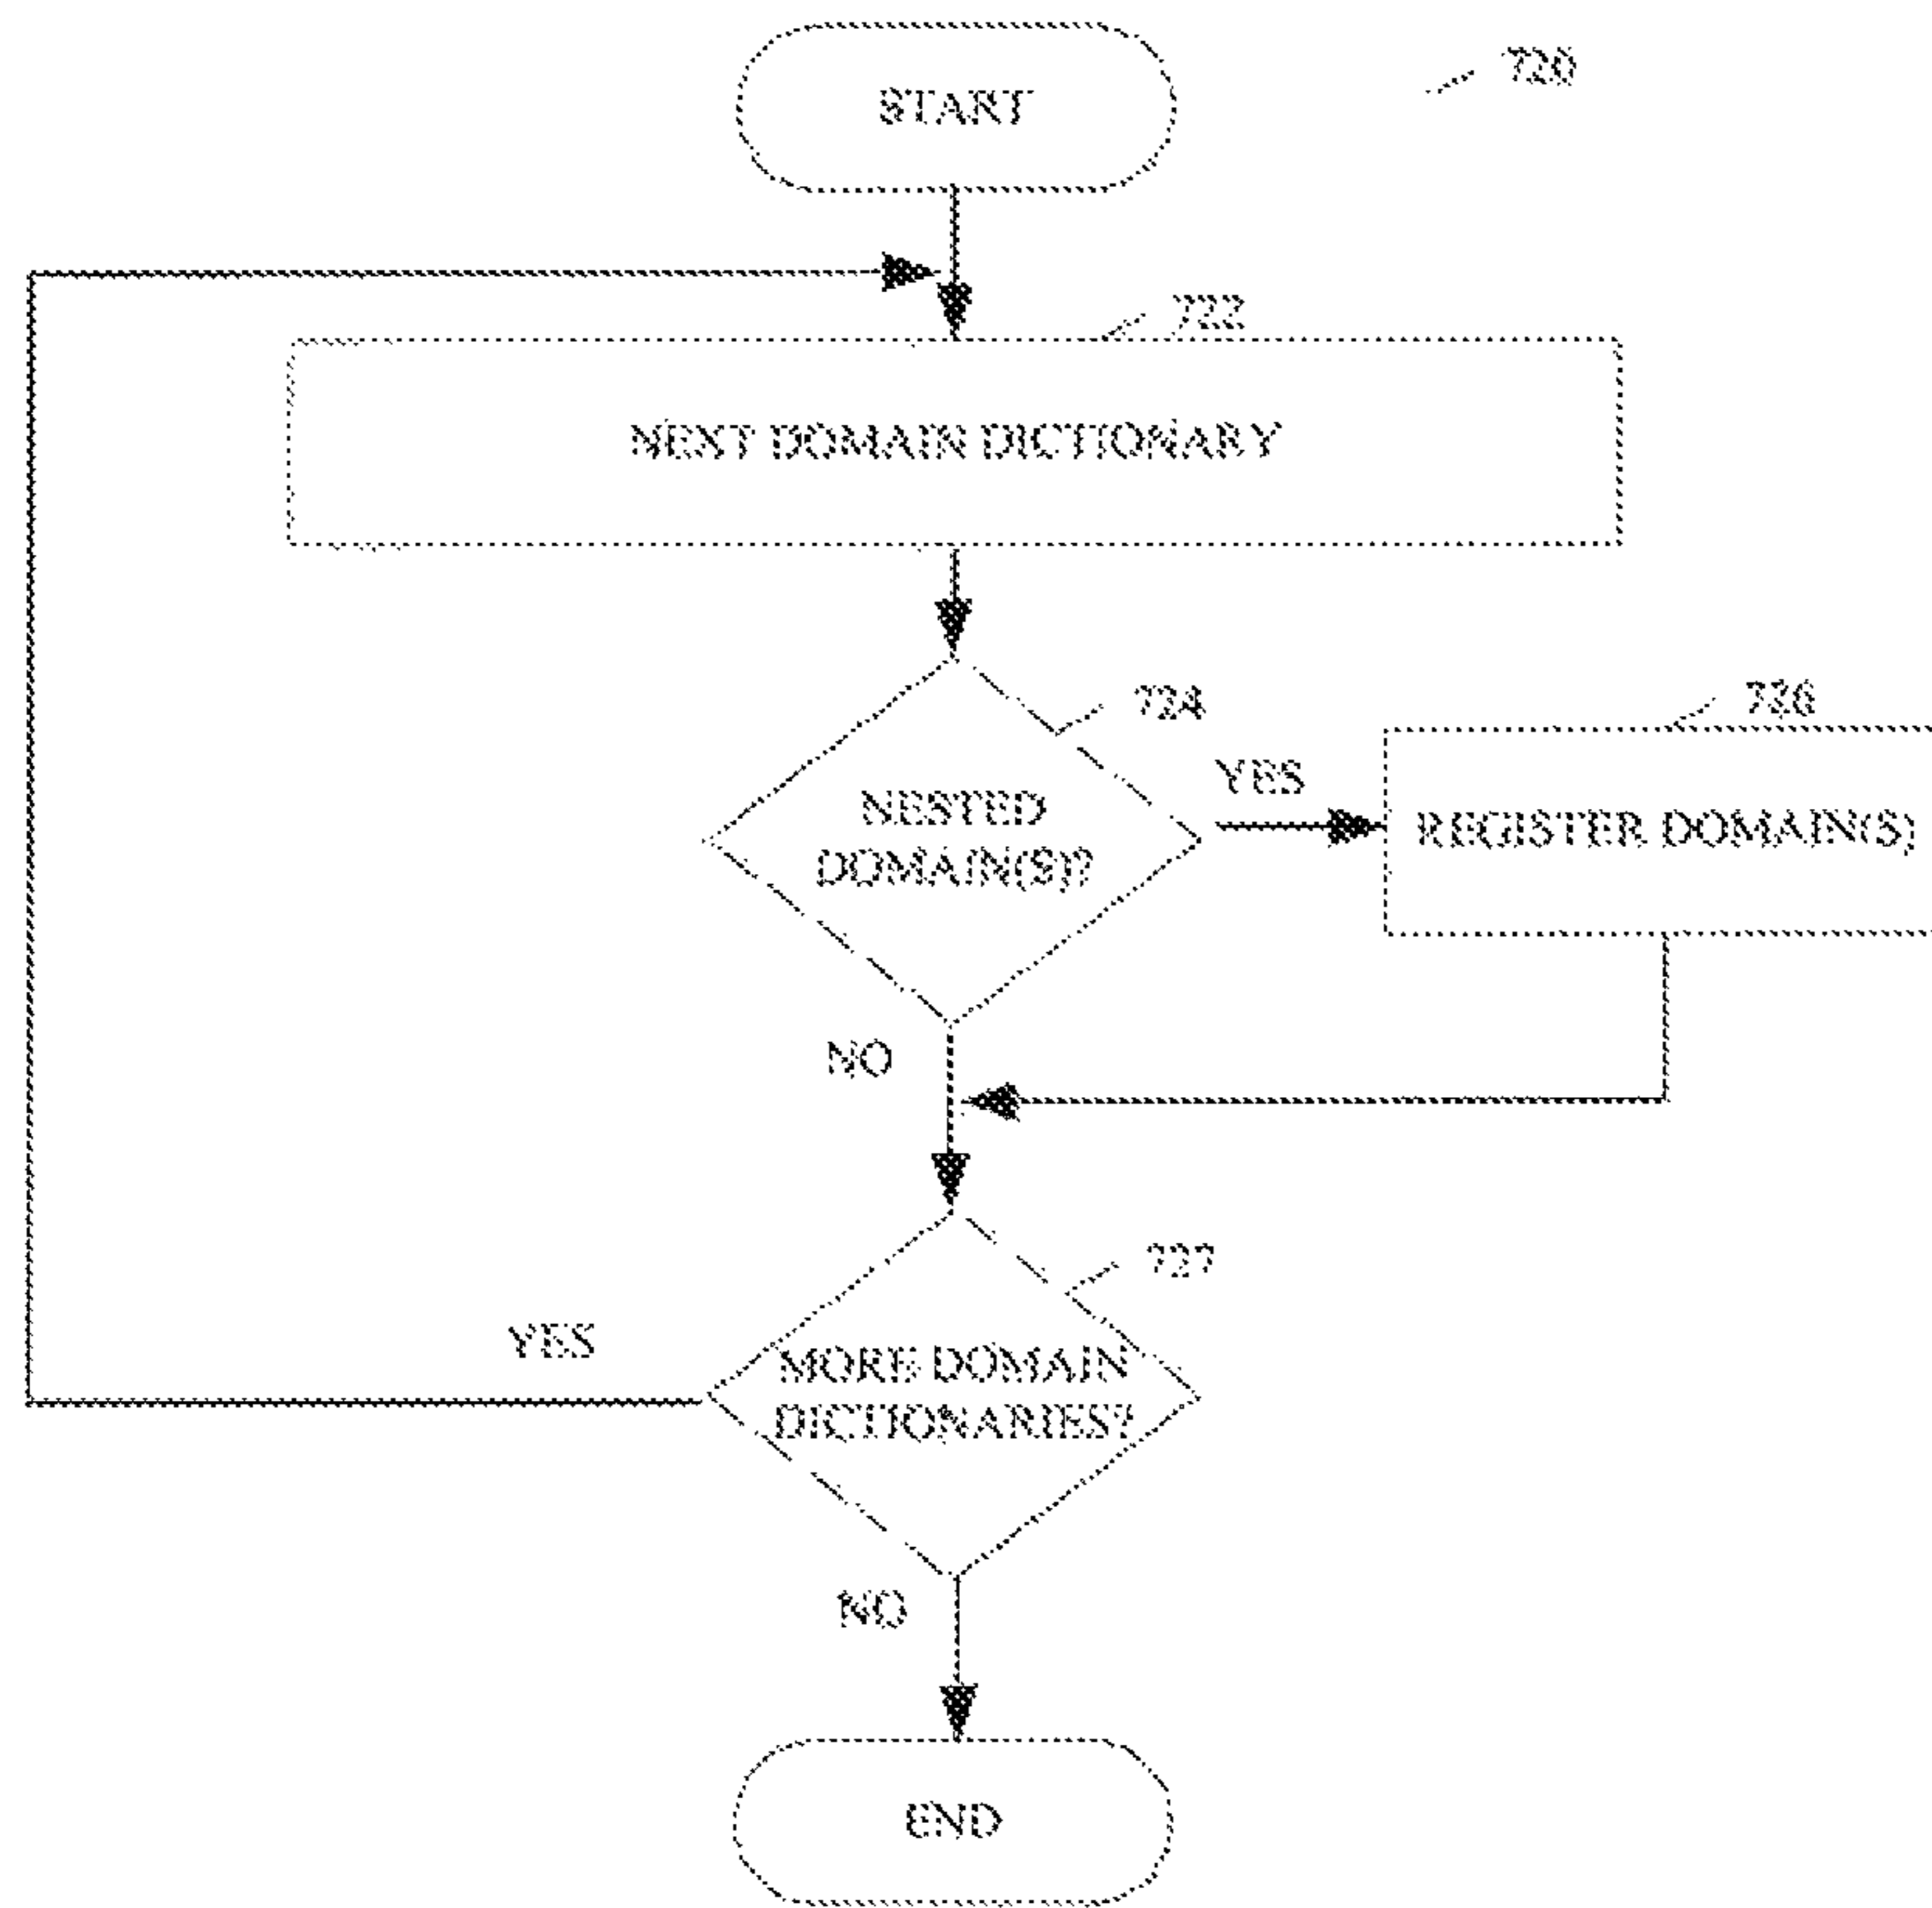 START
720
722
NEXT DOMAIN DICTIONARY
724
726
YES
NESTED
DOMAIN(S)?
REGISTER DOMAIN(S)
NO
727
YES
MORE DOMAIN
DICTIONARIES?
NO
END